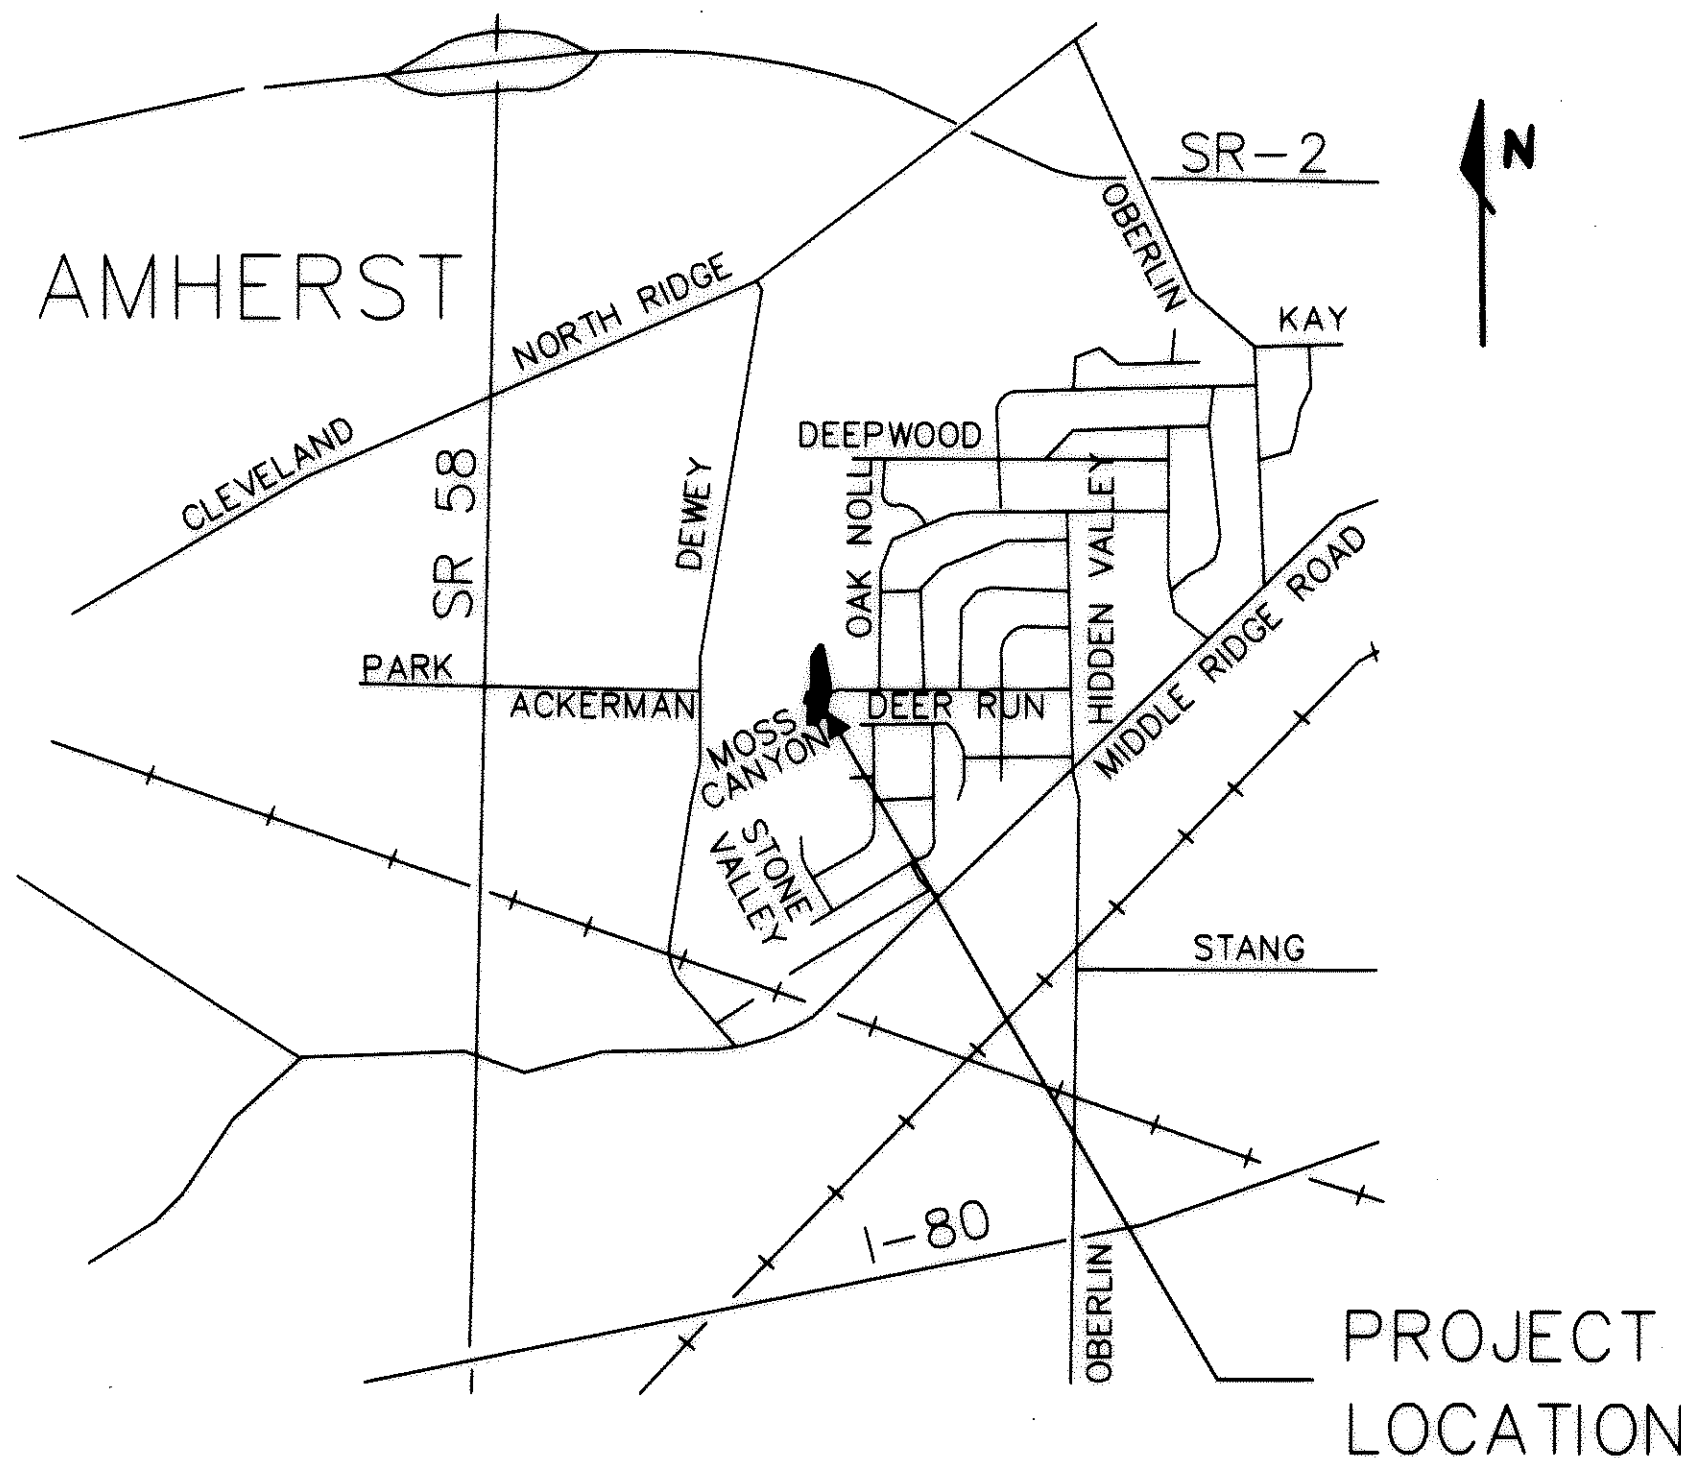 SR-2
N
OBERLIN
AMHERST
NORTH RIDGE
KAY
CLEVELAND
DEEPWOOD
SR 58
DEWEY
OAK NOLL
HIDDEN VALLEY
MIDDLE RIDGE ROAD
PARK
ACKERMAN
DEER RUN
MOSS
CANYON
STONE
VALLEY
STANG
I-80
OBERLIN
PROJECT
LOCATION